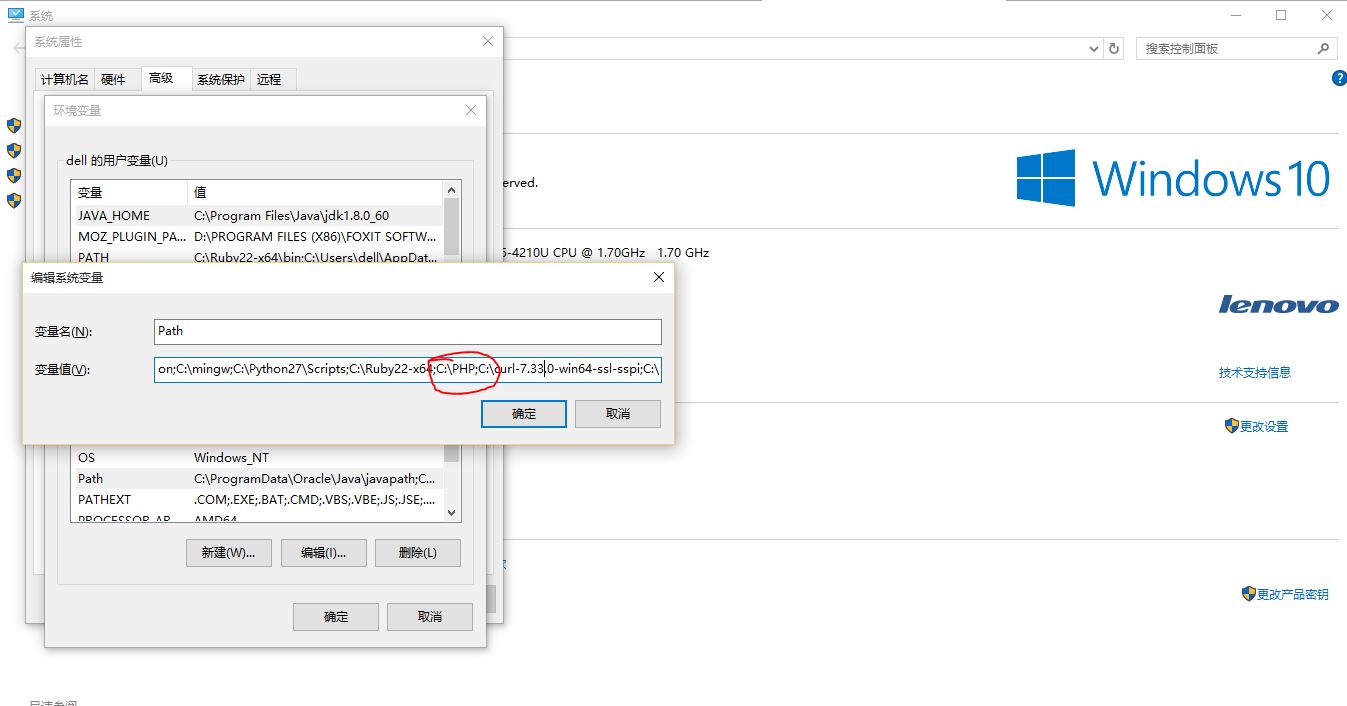 系统
系统属性
搜索控制面板
计算机名 硬件 高级 系统保护 远程
环境变量
dell 的用户变量(U)
erved.
Windows 10
变量 值
JAVA_HOME C:\Program Files\Java\jdk1.8.0_60
MOZ_PLUGIN_PA... D:\PROGRAM FILES (X86)\FOXIT SOFTW...
PATH C:\Ruby22-x64\bin;C:\Users\dell\AppDat...
5-4210U CPU @ 1.70GHz 1.70 GHz
编辑系统变量
lenovo
变量名(N): Path
变量值(V): on;C:\mingw;C:\Python27\Scripts;C:\Ruby22-x64;C:\PHP;C:\curl-7.33.0-win64-ssl-sspi;C:\
技术支持信息
确定 取消
更改设置
OS Windows_NT
Path C:\ProgramData\Oracle\Java\javapath;C...
PATHEXT .COM;.EXE;.BAT;.CMD;.VBS;.VBE;.JS;.JSE;....
PROCESSOR_AR AMD64
新建(W)... 编辑(I)... 删除(L)
更改产品密钥
确定 取消